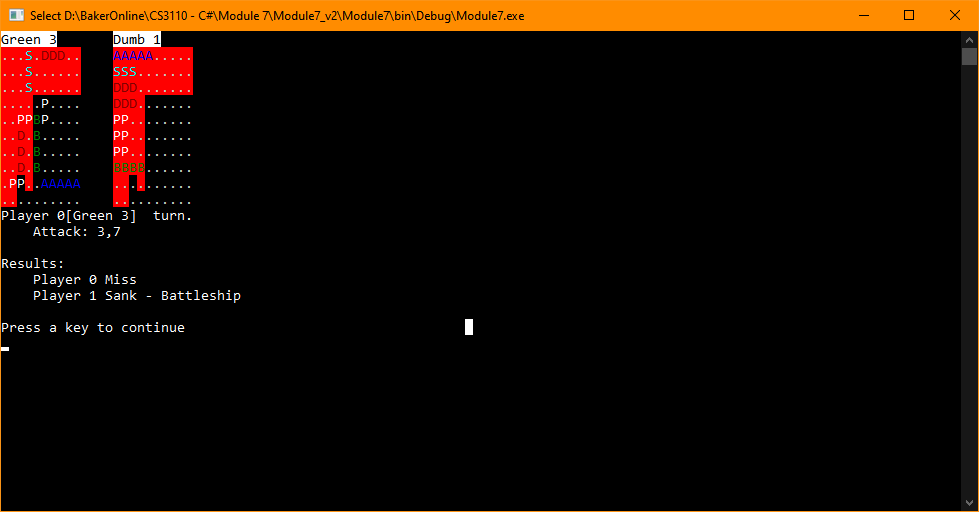 Select D:\BakerOnline\CS3110 - C#\Module 7\Module7_v2\Module7\bin\Debug\Module7.exe
Green 3       Dumb 1
...S.DDD..    AAAAA.....
...S......    SSS.......
...S......    DDD.......
.....P....    DDD.......
..PPBP....    PP........
..D.B.....    PP........
..D.B.....    PP........
..D.B.....    BBBB......
.PP..AAAAA    ..........
..........    ..........
Player 0[Green 3]  turn.
    Attack: 3,7
Results:
    Player 0 Miss
    Player 1 Sank - Battleship
Press a key to continue